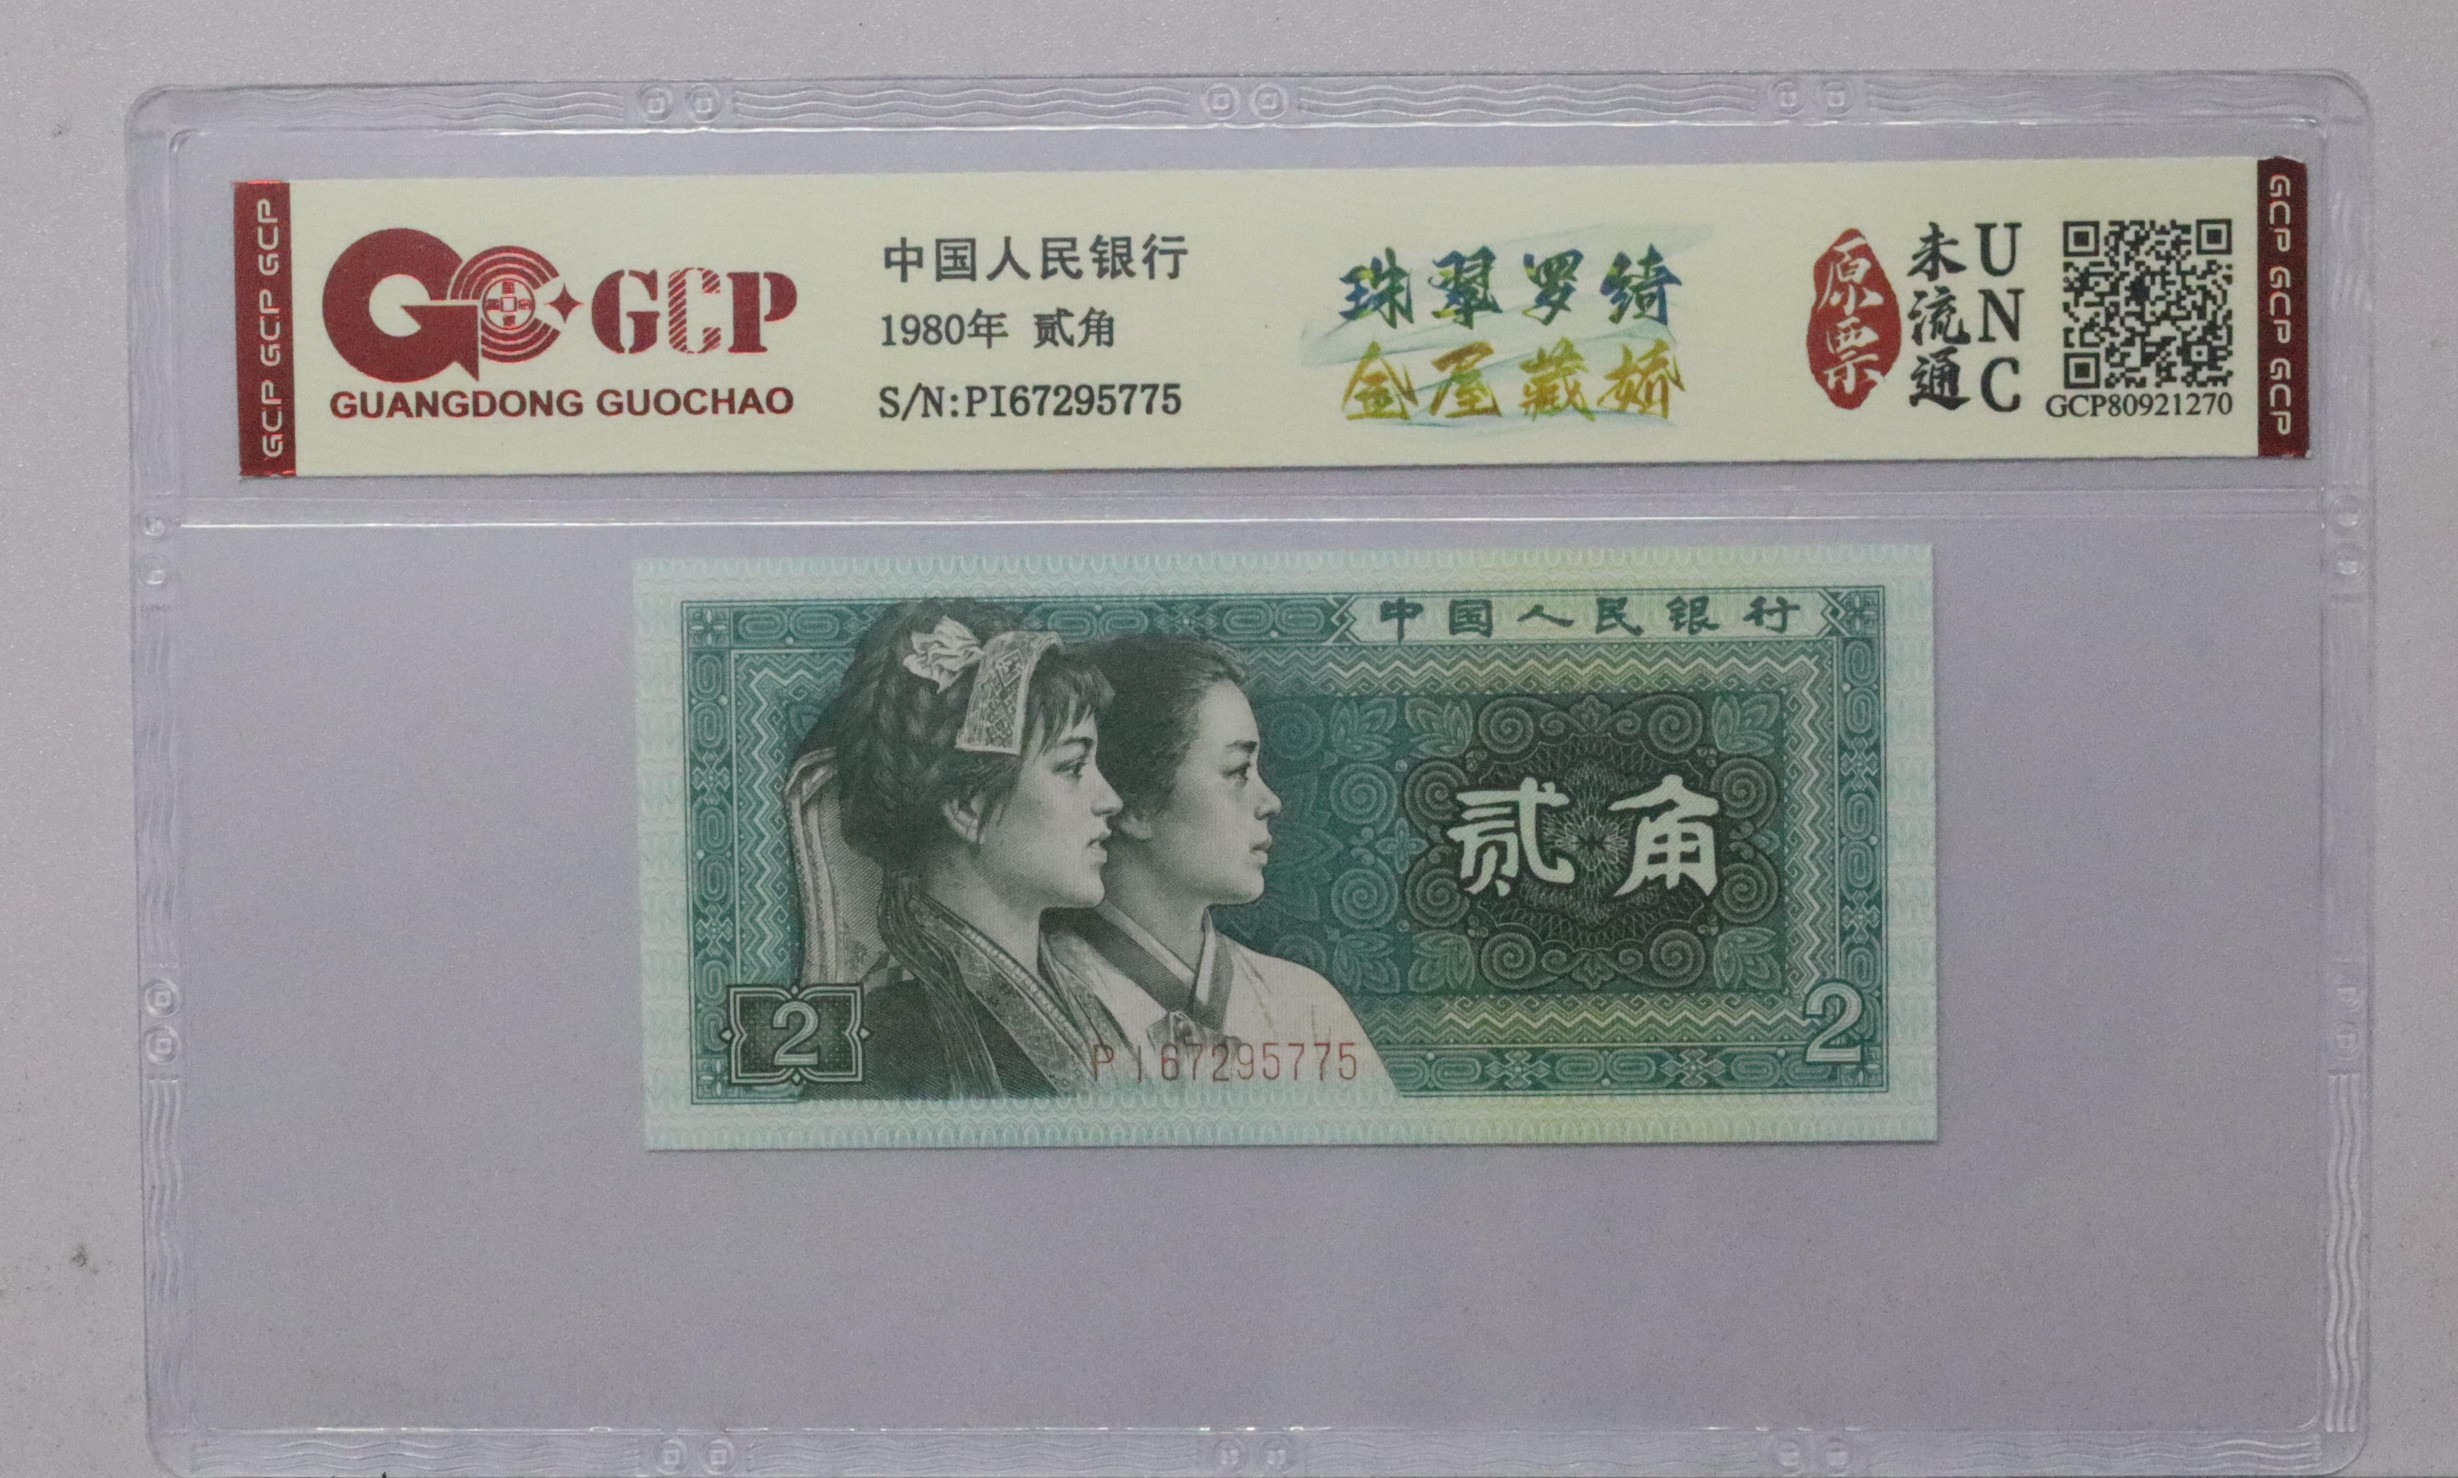 GCP GCP GCP
GCP
GUANGDONG GUOCHAO
中国人民银行
1980年 贰角
S/N:PI67295775
珠翠罗绮
金屋藏娇
原票
未流通
UNC
GCP80921270
GCP GCP GCP
中国人民银行
贰角
2
2
PI67295775